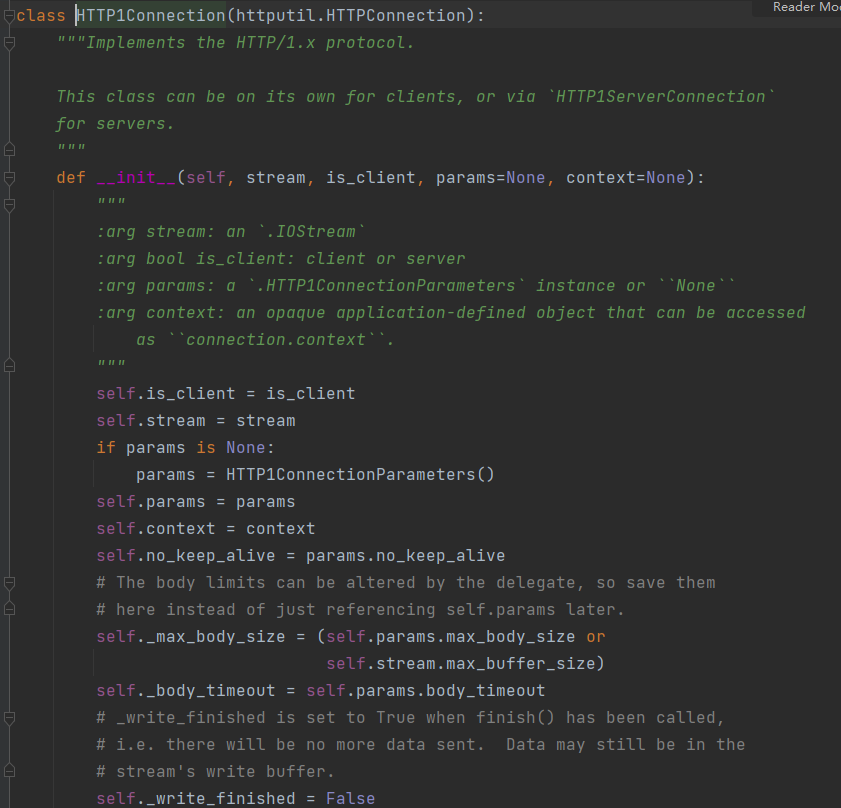 Reader Mo
class HTTP1Connection(httputil.HTTPConnection):
    """Implements the HTTP/1.x protocol.

    This class can be on its own for clients, or via `HTTP1ServerConnection`
    for servers.
    """
    def __init__(self, stream, is_client, params=None, context=None):
        """
        :arg stream: an `.IOStream`
        :arg bool is_client: client or server
        :arg params: a `.HTTP1ConnectionParameters` instance or ``None``
        :arg context: an opaque application-defined object that can be accessed
            as ``connection.context``.
        """
        self.is_client = is_client
        self.stream = stream
        if params is None:
            params = HTTP1ConnectionParameters()
        self.params = params
        self.context = context
        self.no_keep_alive = params.no_keep_alive
        # The body limits can be altered by the delegate, so save them
        # here instead of just referencing self.params later.
        self._max_body_size = (self.params.max_body_size or
                               self.stream.max_buffer_size)
        self._body_timeout = self.params.body_timeout
        # _write_finished is set to True when finish() has been called,
        # i.e. there will be no more data sent.  Data may still be in the
        # stream's write buffer.
        self._write_finished = False